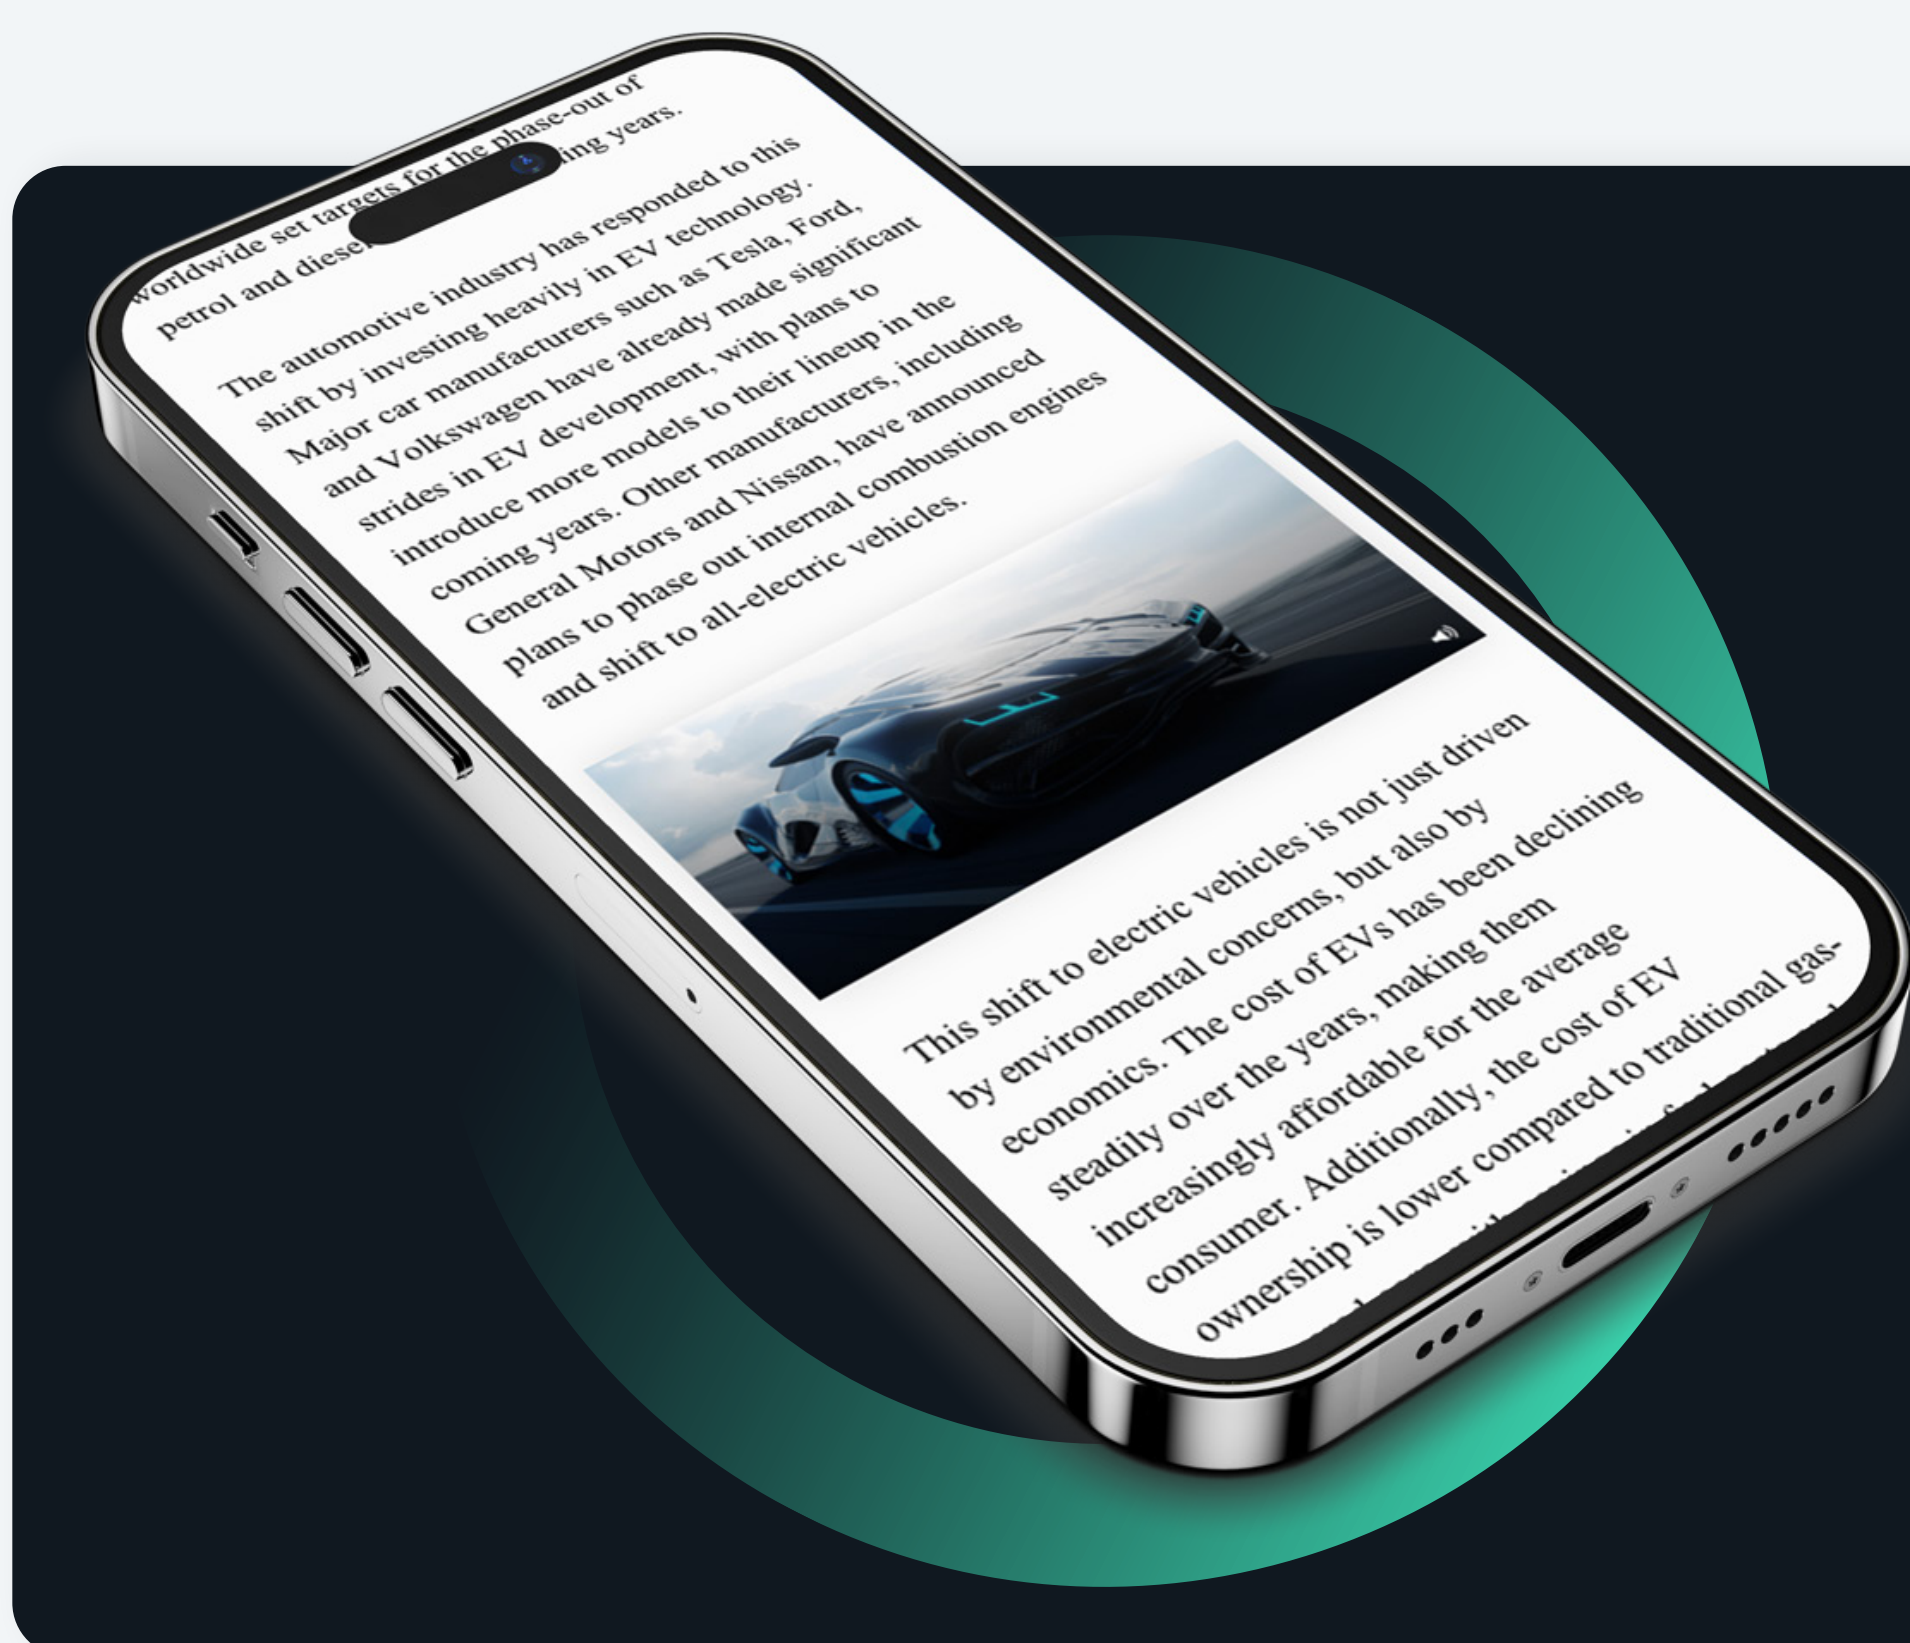 worldwide set targets for the phase-out of
petrol and diesel ing years.
The automotive industry has responded to this
shift by investing heavily in EV technology.
Major car manufacturers such as Tesla, Ford,
and Volkswagen have already made significant
strides in EV development, with plans to
introduce more models to their lineup in the
coming years. Other manufacturers, including
General Motors and Nissan, have announced
plans to phase out internal combustion engines
and shift to all-electric vehicles.
This shift to electric vehicles is not just driven
by environmental concerns, but also by
economics. The cost of EVs has been declining
steadily over the years, making them
increasingly affordable for the average
consumer. Additionally, the cost of EV
ownership is lower compared to traditional gas-